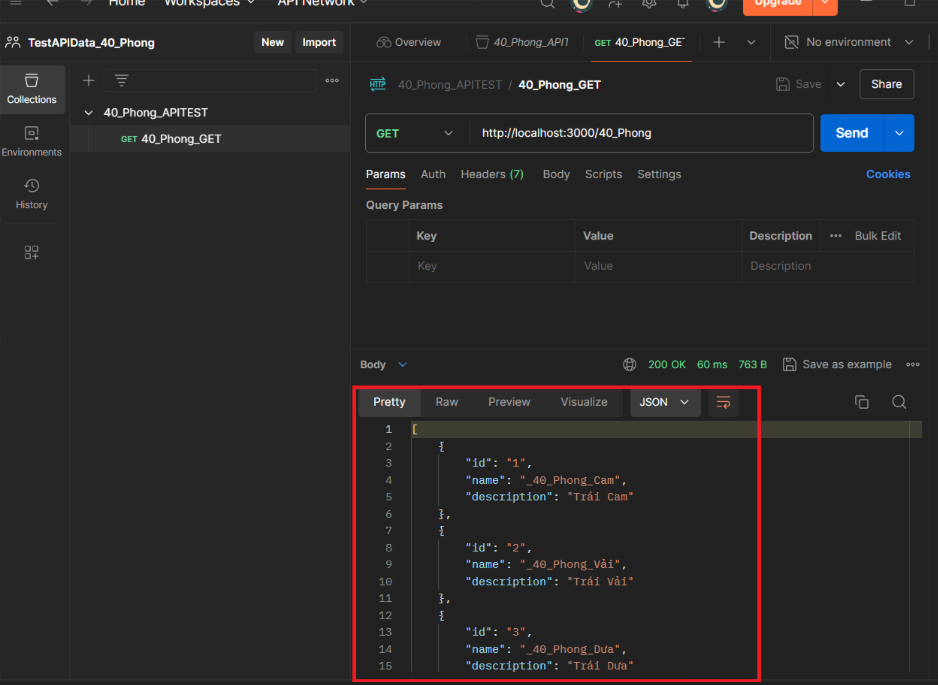 Home Workspaces API Network Upgrade
TestAPIData_40_Phong New Import
Overview 40_Phong_API GET 40_Phong_GE No environment
Collections
Environments
History
40_Phong_APITEST
GET 40_Phong_GET
HTTP 40_Phong_APITEST / 40_Phong_GET Save Share
GET http://localhost:3000/40_Phong Send
Params Auth Headers (7) Body Scripts Settings Cookies
Query Params
Key Value Description Bulk Edit
Key Value Description
Body 200 OK 60 ms 763 B Save as example
Pretty Raw Preview Visualize JSON
1 [
2 {
3 "id": "1",
4 "name": "_40_Phong_Cam",
5 "description": "Trái Cam"
6 },
7 {
8 "id": "2",
9 "name": "_40_Phong_Vải",
10 "description": "Trái Vải"
11 },
12 {
13 "id": "3",
14 "name": "_40_Phong_Dưa",
15 "description": "Trái Dưa"